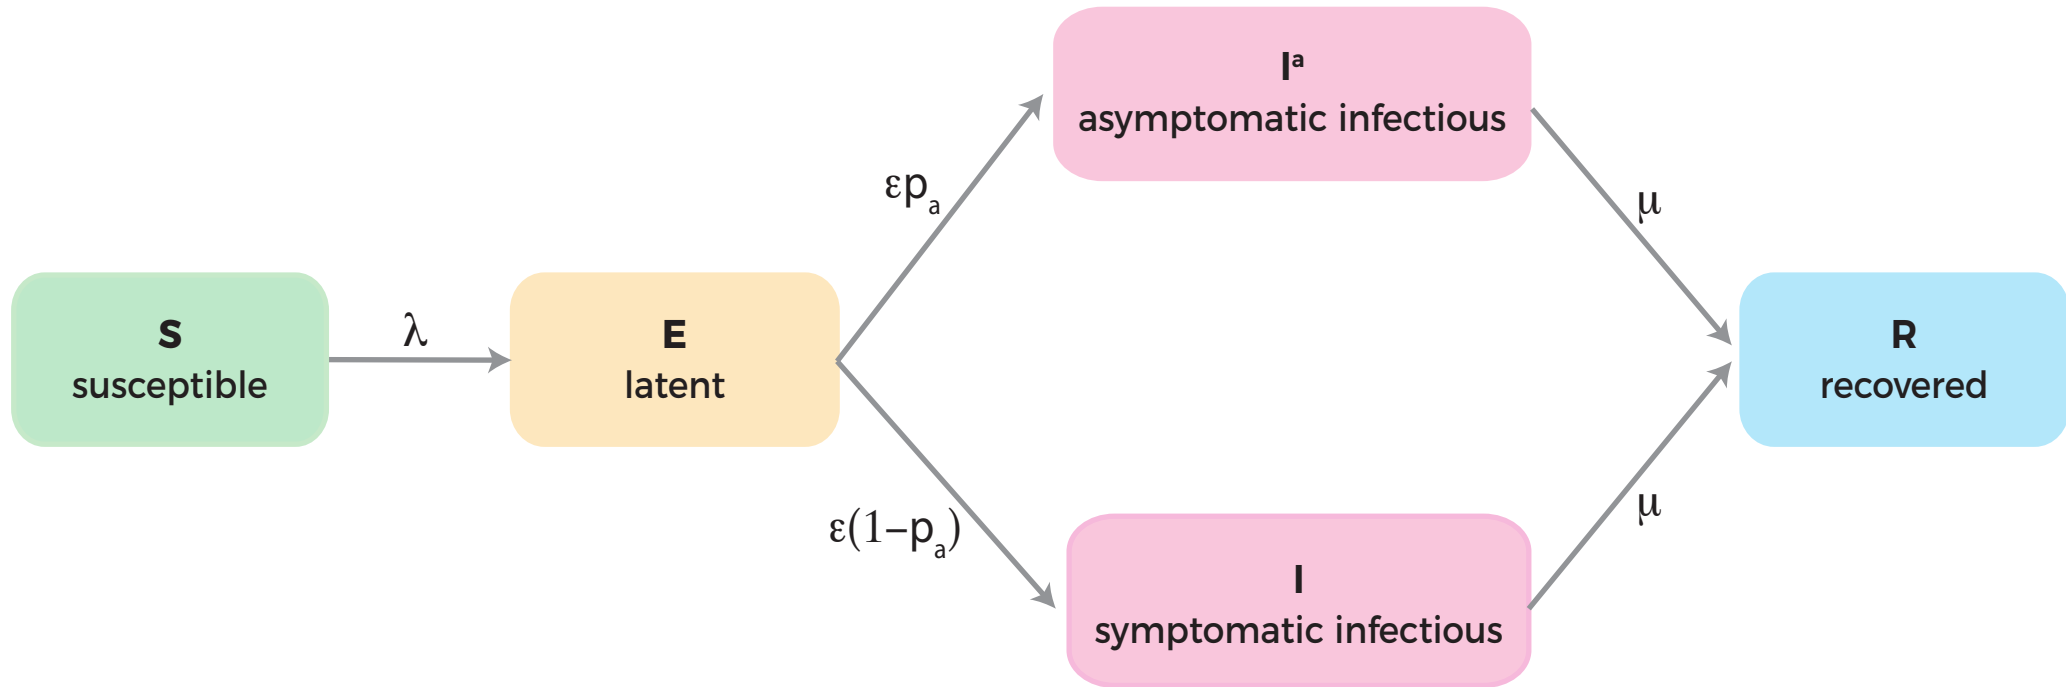 S
susceptible
λ
E
latent
εpₐ
ε(1–pₐ)
Iᵃ
asymptomatic infectious
I
symptomatic infectious
μ
μ
R
recovered